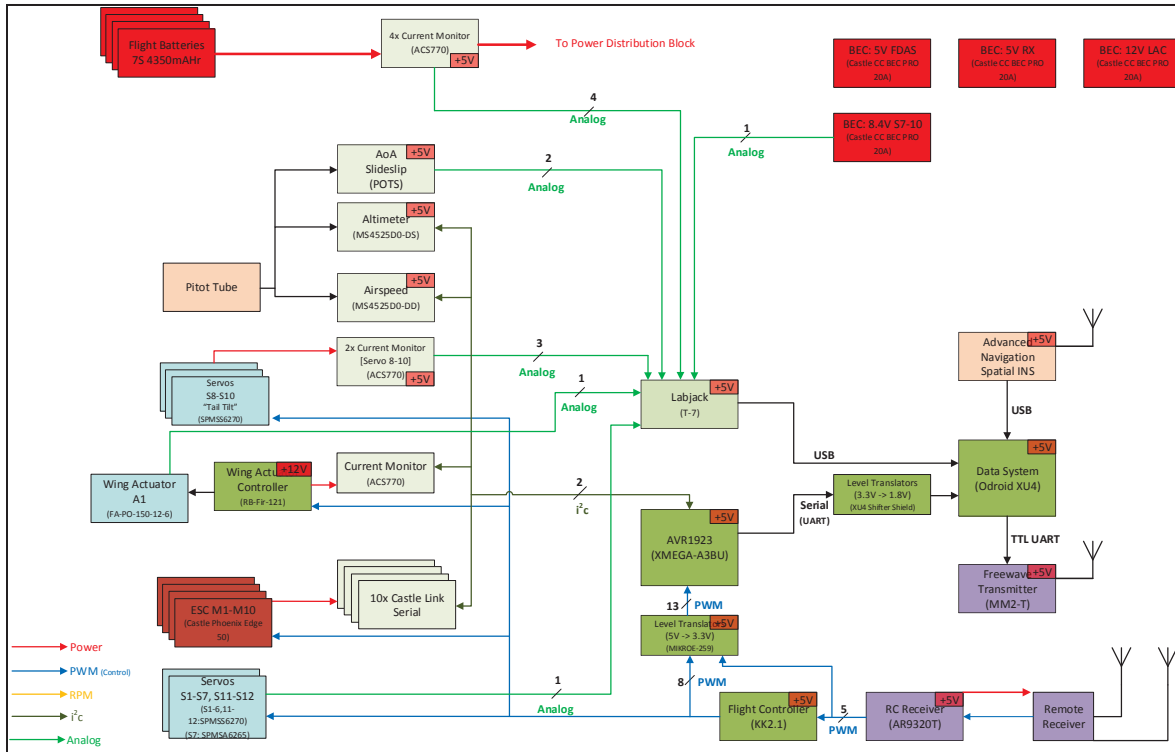 Flight Batteries
7S 4350mAHr
4x Current Monitor
(ACS770)
+5V
To Power Distribution Block
BEC: 5V FDAS
(Castle CC BEC PRO
20A)
BEC: 5V RX
(Castle CC BEC PRO
20A)
BEC: 12V LAC
(Castle CC BEC PRO
20A)
4
Analog
BEC: 8.4V S7-10
(Castle CC BEC PRO
20A)
1
Analog
AoA
Slideslip
(POTS)
+5V
2
Analog
Altimeter
(MS4525D0-DS)
+5V
Pitot Tube
Airspeed
(MS4525D0-DD)
+5V
2x Current Monitor
[Servo 8-10]
(ACS770)
+5V
3
Analog
Servos
S8-S10
"Tail Tilt"
(SPMSS6270)
1
Analog
Labjack
(T-7)
+5V
Advanced
Navigation
Spatial INS
+5V
USB
USB
Wing Actuator
A1
(FA-PO-150-12-6)
Wing Actu
Controller
(RB-Fir-121)
+12V
Current Monitor
(ACS770)
2
i²c
AVR1923
(XMEGA-A3BU)
+5V
Serial
(UART)
Level Translators
(3.3V -> 1.8V)
(XU4 Shifter Shield)
Data System
(Odroid XU4)
+5V
TTL UART
Freewave
Transmitter
(MM2-T)
+5V
ESC M1-M10
(Castle Phoenix Edge
50)
10x Castle Link
Serial
13
PWM
Level Translat
(5V -> 3.3V)
(MIKROE-259)
+5V
8
PWM
Servos
S1-S7, S11-S12
(S1-6,11-
12:SPMSS6270)
(S7: SPMSA6265)
1
Analog
Flight Controller
(KK2.1)
+5V
5
PWM
RC Receiver
(AR9320T)
+5V
Remote
Receiver
Power
PWM (Control)
RPM
i²c
Analog